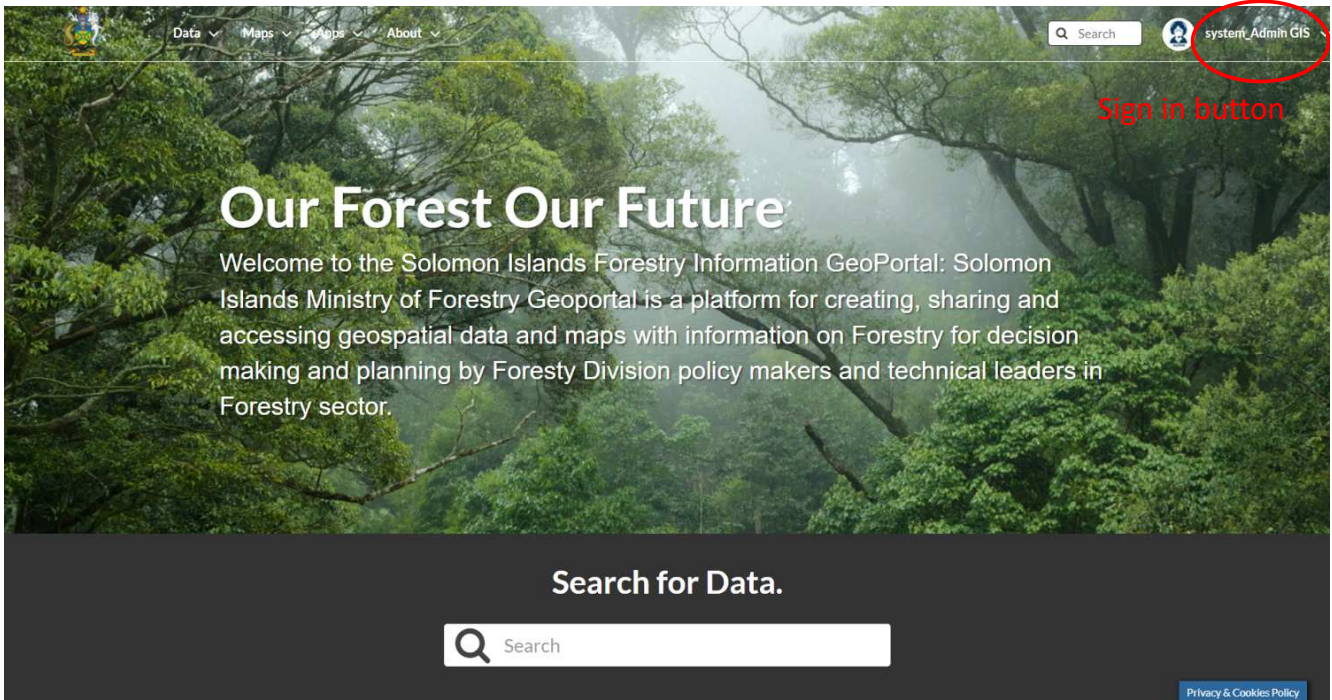 Data Maps Apps About Search system_Admin GIS
Sign in button
Our Forest Our Future
Welcome to the Solomon Islands Forestry Information GeoPortal: Solomon
Islands Ministry of Forestry Geoportal is a platform for creating, sharing and
accessing geospatial data and maps with information on Forestry for decision
making and planning by Foresty Division policy makers and technical leaders in
Forestry sector.
Search for Data.
Search
Privacy & Cookies Policy